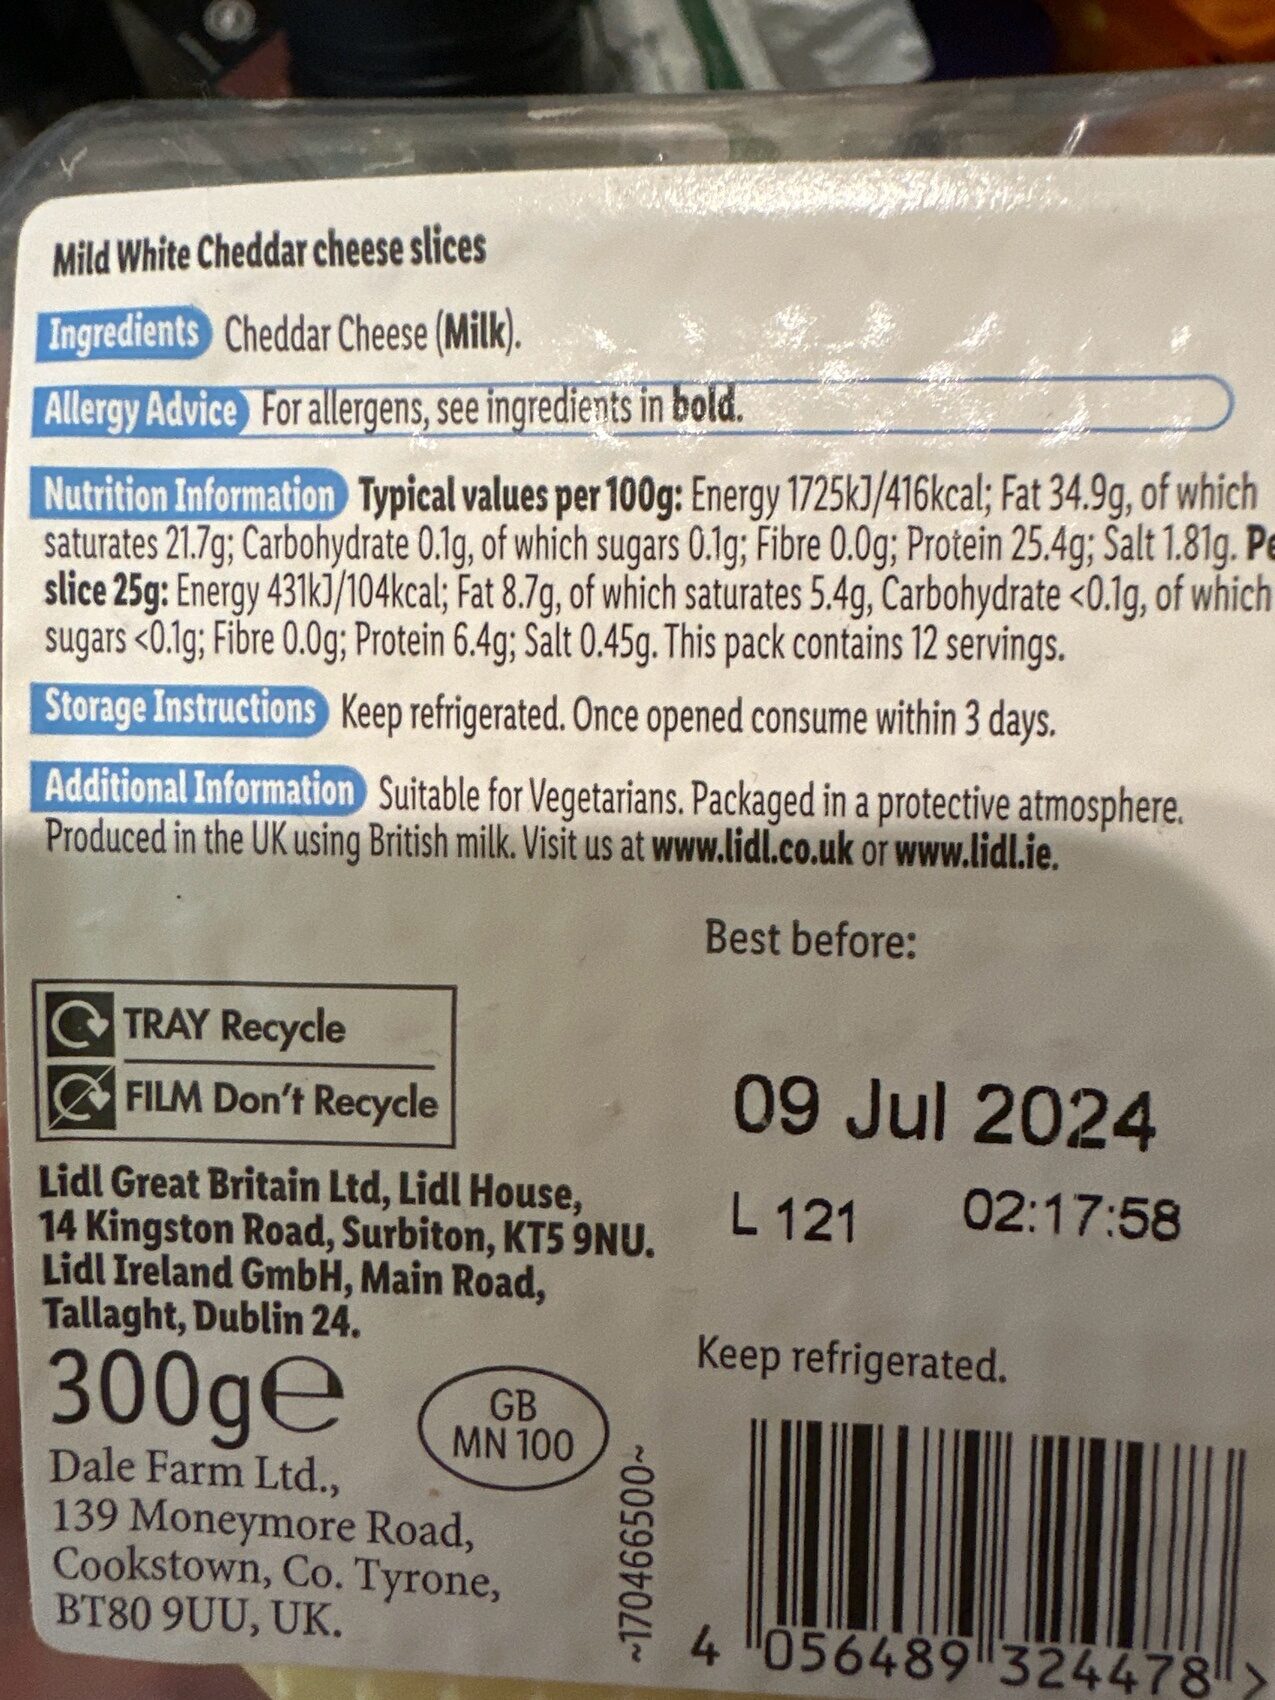 Mild White Cheddar cheese slices
Ingredients Cheddar Cheese (Milk).
Allergy Advice For allergens, see ingredients in bold.
Nutrition Information Typical values per 100g: Energy 1725kJ/416kcal; Fat 34.9g, of which
saturates 21.7g; Carbohydrate 0.1g, of which sugars 0.1g; Fibre 0.0g; Protein 25.4g; Salt 1.81g. Pe
slice 25g: Energy 431kJ/104kcal; Fat 8.7g, of which saturates 5.4g, Carbohydrate <0.1g, of which
sugars <0.1g; Fibre 0.0g; Protein 6.4g; Salt 0.45g. This pack contains 12 servings.
Storage Instructions Keep refrigerated. Once opened consume within 3 days.
Additional Information Suitable for Vegetarians. Packaged in a protective atmosphere.
Produced in the UK using British milk. Visit us at www.lidl.co.uk or www.lidl.ie.
Best before:
09 Jul 2024
L 121 02:17:58
Keep refrigerated.
TRAY Recycle
FILM Don't Recycle
Lidl Great Britain Ltd, Lidl House,
14 Kingston Road, Surbiton, KT5 9NU.
Lidl Ireland GmbH, Main Road,
Tallaght, Dublin 24.
300g℮
GB
MN 100
Dale Farm Ltd.,
139 Moneymore Road,
Cookstown, Co. Tyrone,
BT80 9UU, UK.
~170466500~
4 056489 324478 >